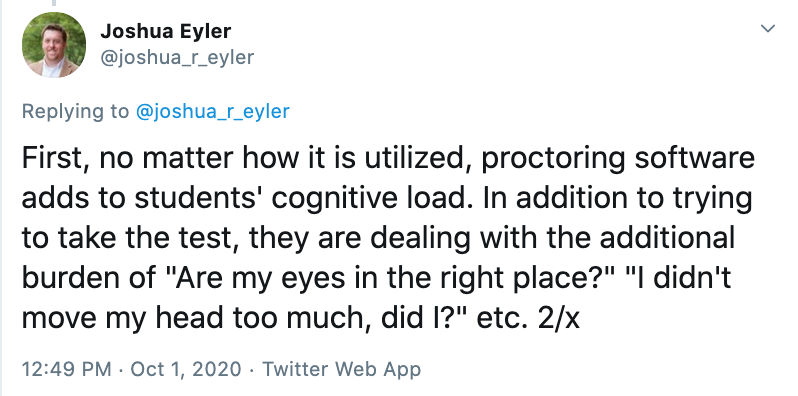 Joshua Eyler
@joshua_r_eyler
Replying to @joshua_r_eyler
First, no matter how it is utilized, proctoring software
adds to students' cognitive load. In addition to trying
to take the test, they are dealing with the additional
burden of "Are my eyes in the right place?" "I didn't
move my head too much, did I?" etc. 2/x
12:49 PM · Oct 1, 2020 · Twitter Web App